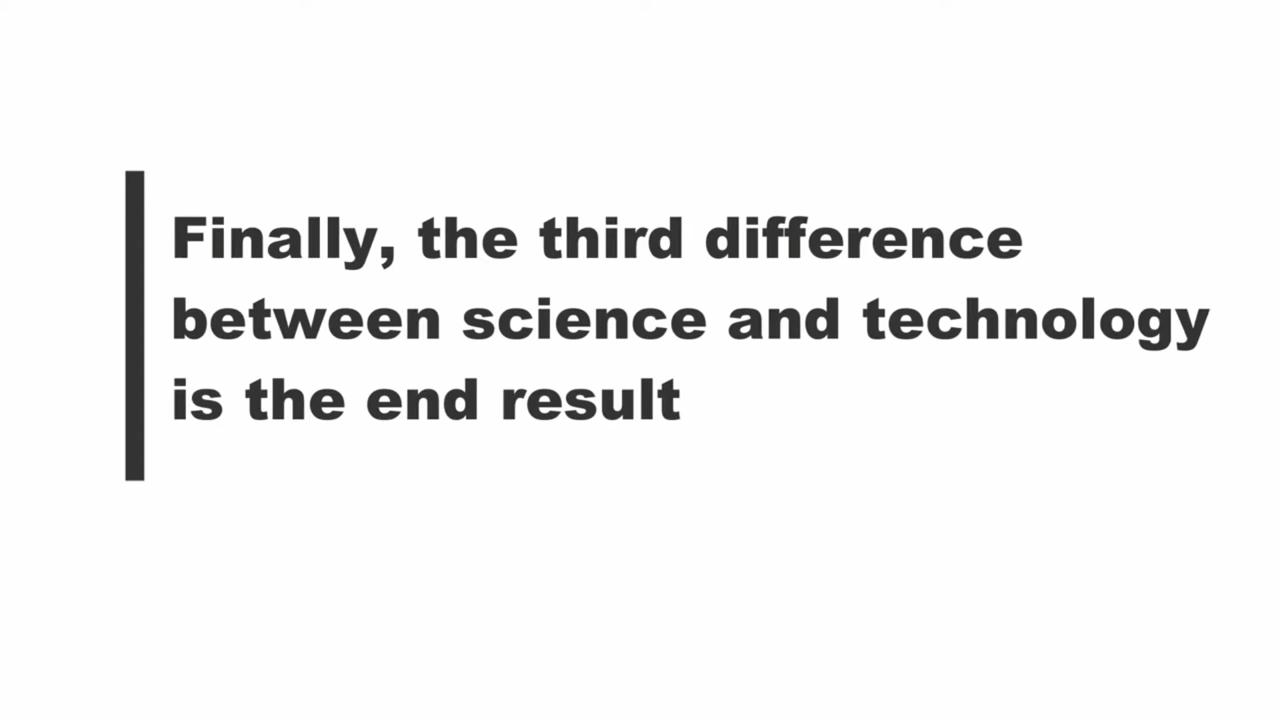 Finally, the third difference
between science and technology
is the end result